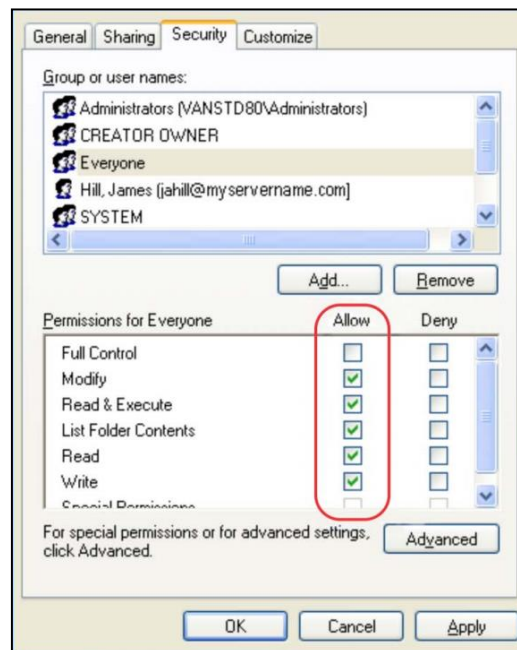 General Sharing Security Customize
Group or user names:
Administrators (VANSTD80\Administrators)
CREATOR OWNER
Everyone
Hill, James [jahill@myservername.com]
SYSTEM
Add... Remove
Permissions for Everyone Allow Deny
Full Control
Modify
Read & Execute
List Folder Contents
Read
Write
Special Permissions
For special permissions or for advanced settings, Advanced
click Advanced.
OK Cancel Apply